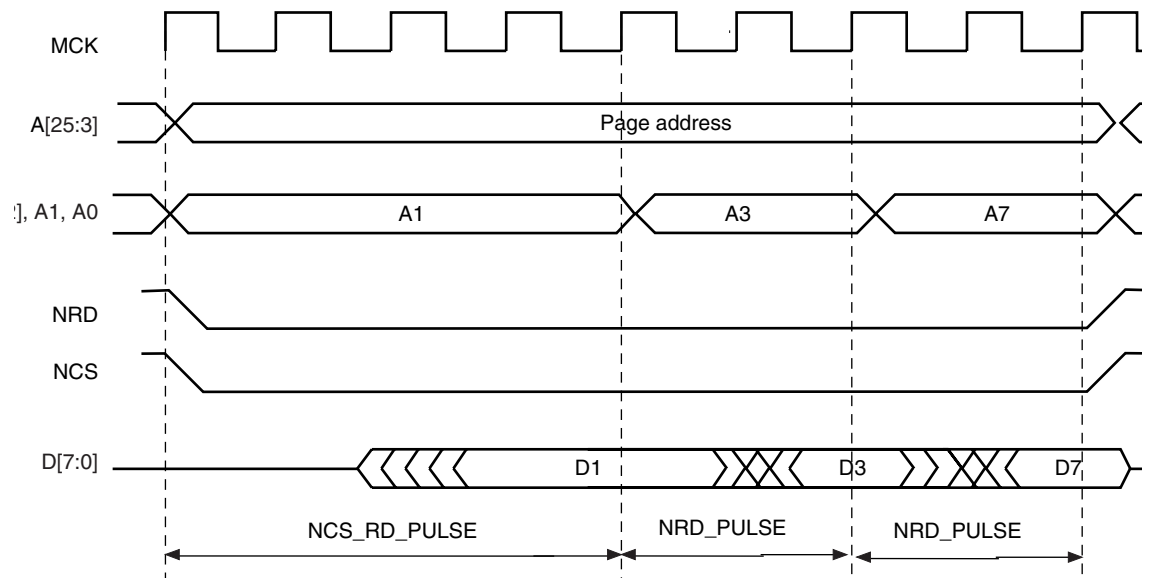 MCK
A[25:3]
Page address
], A1, A0
A1
A3
A7
NRD
NCS
D[7:0]
D1
D3
D7
NCS_RD_PULSE
NRD_PULSE
NRD_PULSE